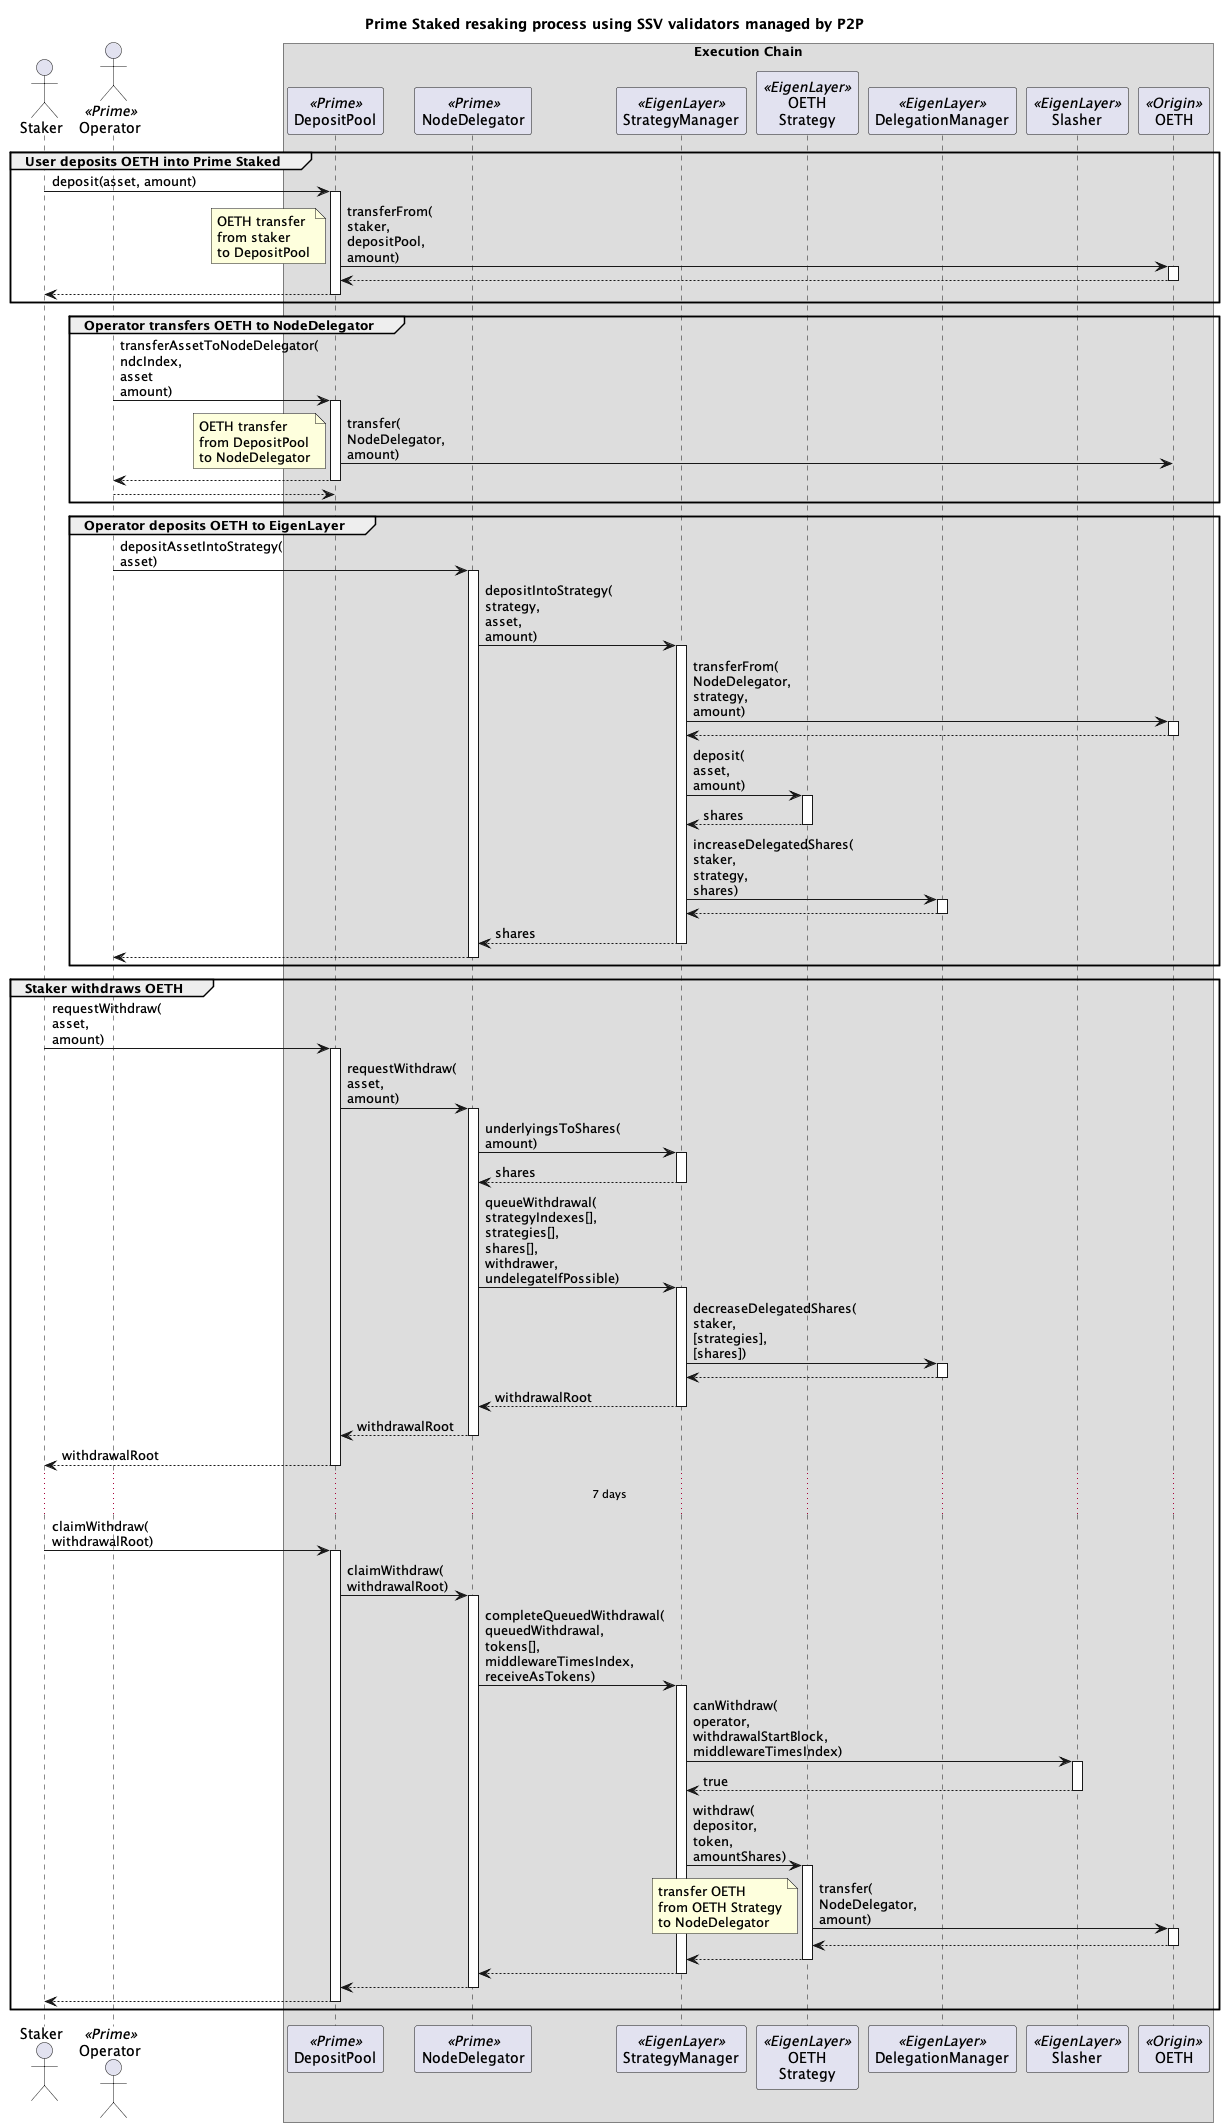 Prime Staked resaking process using SSV validators managed by P2P
Execution Chain
Staker
«Prime»
Operator
«Prime»
DepositPool
«Prime»
NodeDelegator
«EigenLayer»
StrategyManager
«EigenLayer»
OETH
Strategy
«EigenLayer»
DelegationManager
«EigenLayer»
Slasher
«Origin»
OETH
User deposits OETH into Prime Staked
deposit(asset, amount)
OETH transfer
from staker
to DepositPool
transferFrom(
staker,
depositPool,
amount)
Operator transfers OETH to NodeDelegator
transferAssetToNodeDelegator(
ndcIndex,
asset
amount)
OETH transfer
from DepositPool
to NodeDelegator
transfer(
NodeDelegator,
amount)
Operator deposits OETH to EigenLayer
depositAssetIntoStrategy(
asset)
depositIntoStrategy(
strategy,
asset,
amount)
transferFrom(
NodeDelegator,
strategy,
amount)
deposit(
asset,
amount)
shares
increaseDelegatedShares(
staker,
strategy,
shares)
shares
Staker withdraws OETH
requestWithdraw(
asset,
amount)
requestWithdraw(
asset,
amount)
underlyingsToShares(
amount)
shares
queueWithdrawal(
strategyIndexes[],
strategies[],
shares[],
withdrawer,
undelegateIfPossible)
decreaseDelegatedShares(
staker,
[strategies],
[shares])
withdrawalRoot
withdrawalRoot
withdrawalRoot
7 days
claimWithdraw(
withdrawalRoot)
claimWithdraw(
withdrawalRoot)
completeQueuedWithdrawal(
queuedWithdrawal,
tokens[],
middlewareTimesIndex,
receiveAsTokens)
canWithdraw(
operator,
withdrawalStartBlock,
middlewareTimesIndex)
true
withdraw(
depositor,
token,
amountShares)
transfer OETH
from OETH Strategy
to NodeDelegator
transfer(
NodeDelegator,
amount)
Staker
«Prime»
Operator
«Prime»
DepositPool
«Prime»
NodeDelegator
«EigenLayer»
StrategyManager
«EigenLayer»
OETH
Strategy
«EigenLayer»
DelegationManager
«EigenLayer»
Slasher
«Origin»
OETH